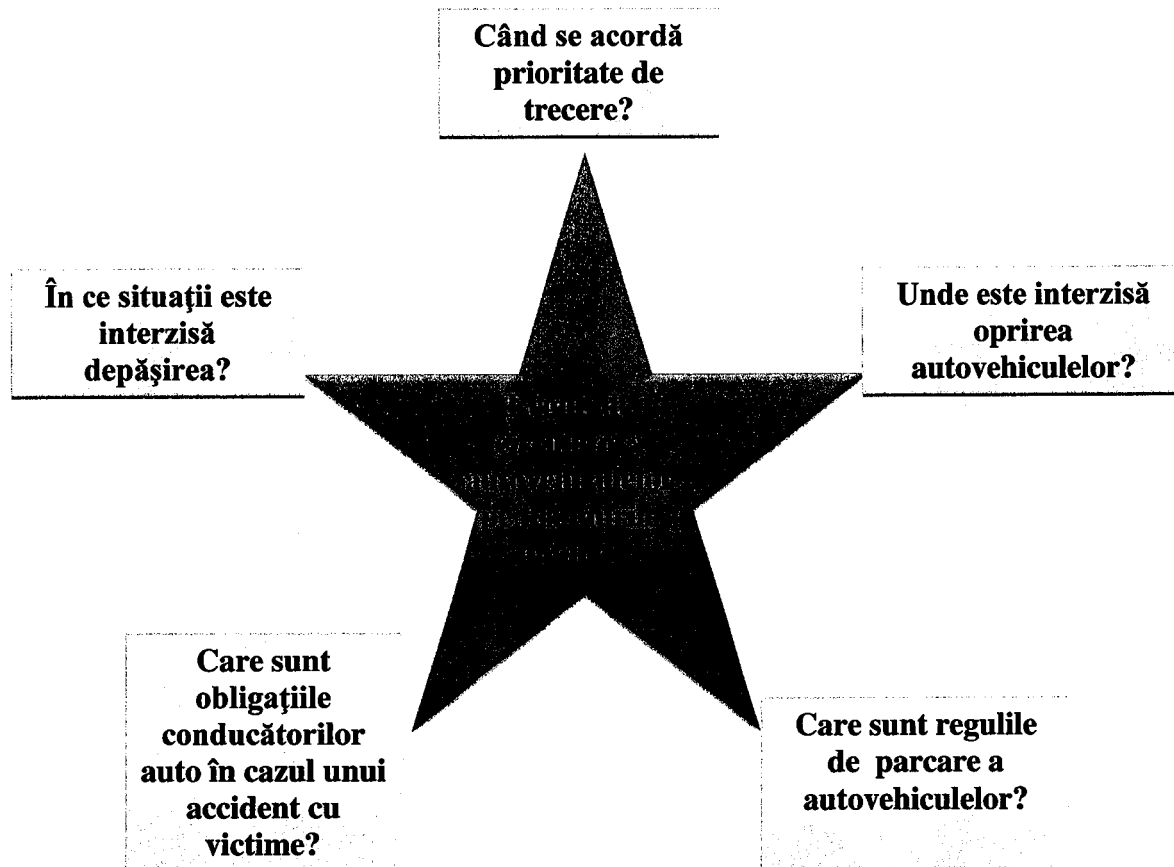 Când se acordă
prioritate de
trecere?
În ce situaţii este
interzisă
depăşirea?
Unde este interzisă
oprirea
autovehiculelor?
autovehiculelor
Care sunt
obligaţiile
conducătorilor
auto în cazul unui
accident cu
victime?
Care sunt regulile
de parcare a
autovehiculelor?